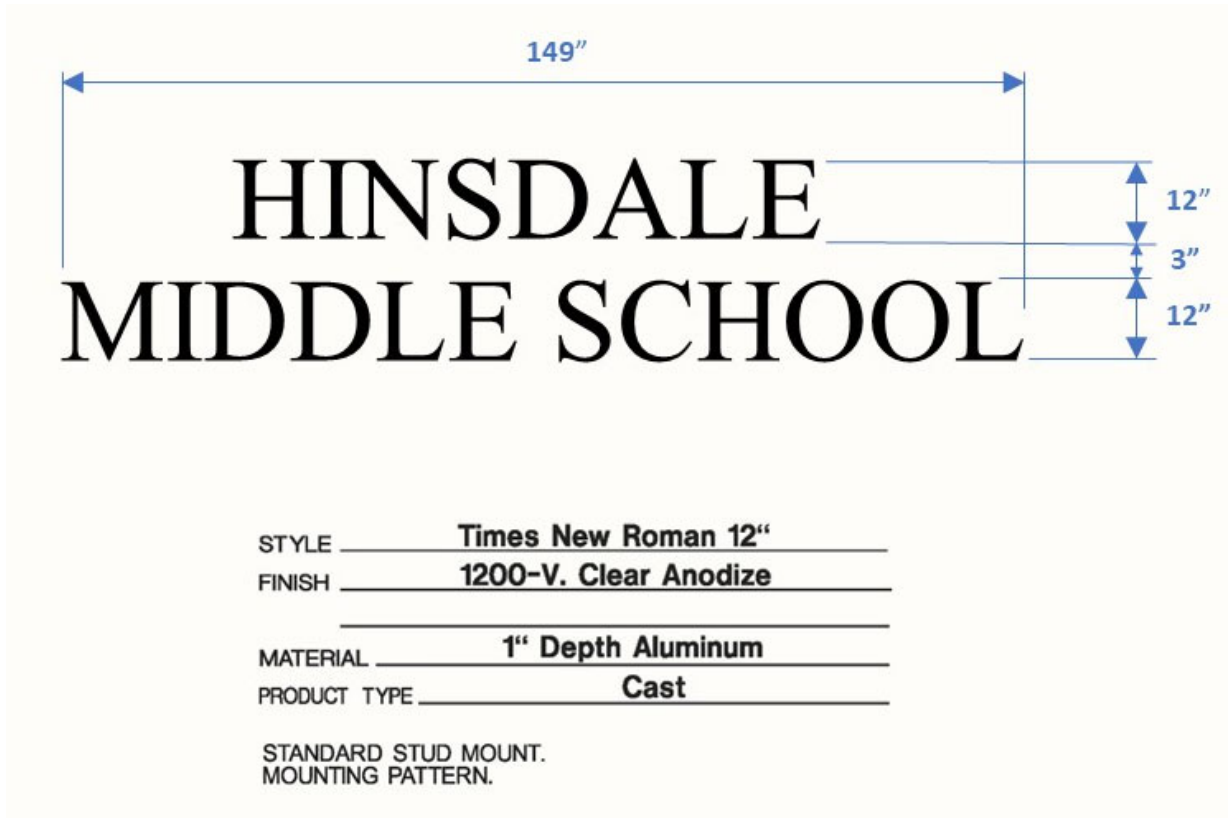 149”
HINSDALE
12”
3”
MIDDLE SCHOOL
12”
STYLE Times New Roman 12“
FINISH 1200-V. Clear Anodize
MATERIAL 1“ Depth Aluminum
PRODUCT TYPE Cast
STANDARD STUD MOUNT.
MOUNTING PATTERN.